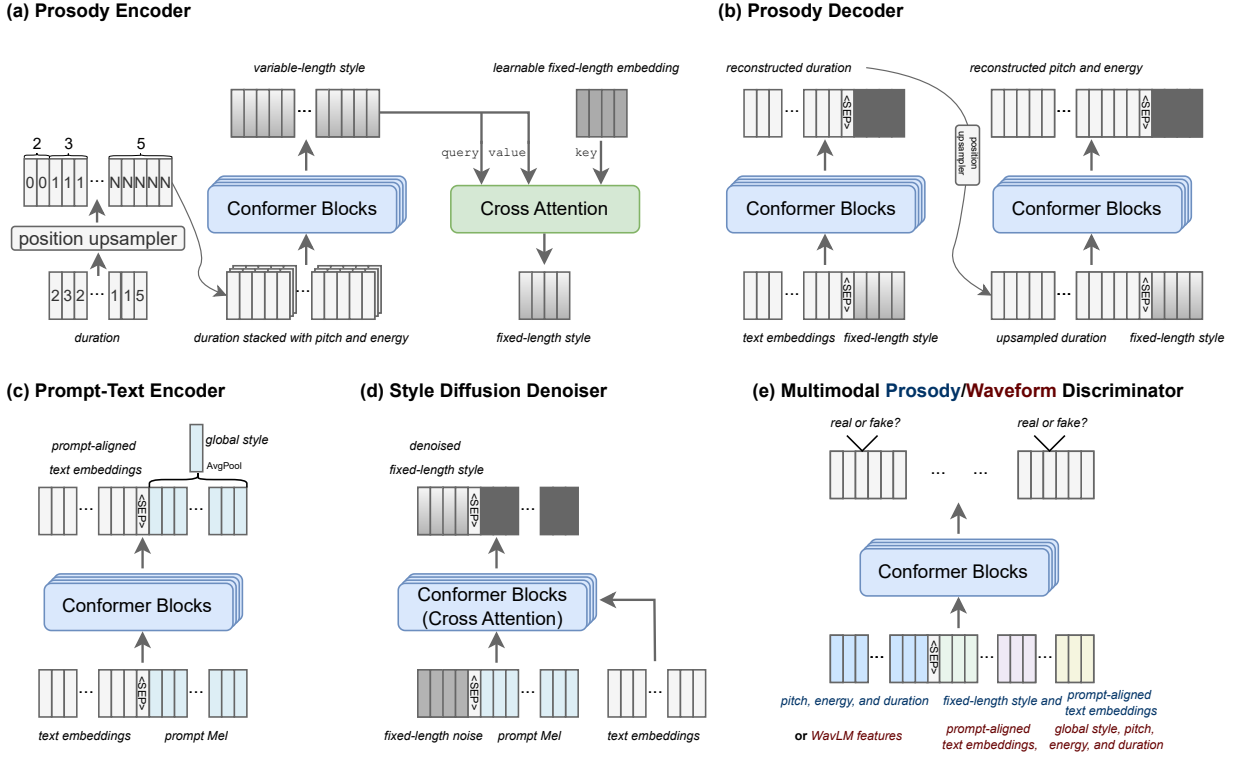 (a) Prosody Encoder
variable-length style
learnable fixed-length embedding
2 3 5
0 0 1 1 1 ... N N N N N
...
query value key
Conformer Blocks
Cross Attention
position upsampler
2 3 2 ... 1 1 5
...
duration
duration stacked with pitch and energy
fixed-length style
(b) Prosody Decoder
reconstructed duration
reconstructed pitch and energy
... <SEP>
... <SEP>
position
upsampler
Conformer Blocks
Conformer Blocks
... <SEP>
... <SEP>
text embeddings fixed-length style
upsampled duration fixed-length style
(c) Prompt-Text Encoder
prompt-aligned
text embeddings
global style
AvgPool
... <SEP> ...
Conformer Blocks
... <SEP> ...
text embeddings prompt Mel
(d) Style Diffusion Denoiser
denoised
fixed-length style
<SEP> ...
Conformer Blocks
(Cross Attention)
<SEP> ...
...
fixed-length noise prompt Mel
text embeddings
(e) Multimodal Prosody/Waveform Discriminator
real or fake?
real or fake?
... ...
Conformer Blocks
... <SEP> ... ...
pitch, energy, and duration
fixed-length style and
prompt-aligned
text embeddings
or WavLM features
prompt-aligned
text embeddings,
global style, pitch,
energy, and duration